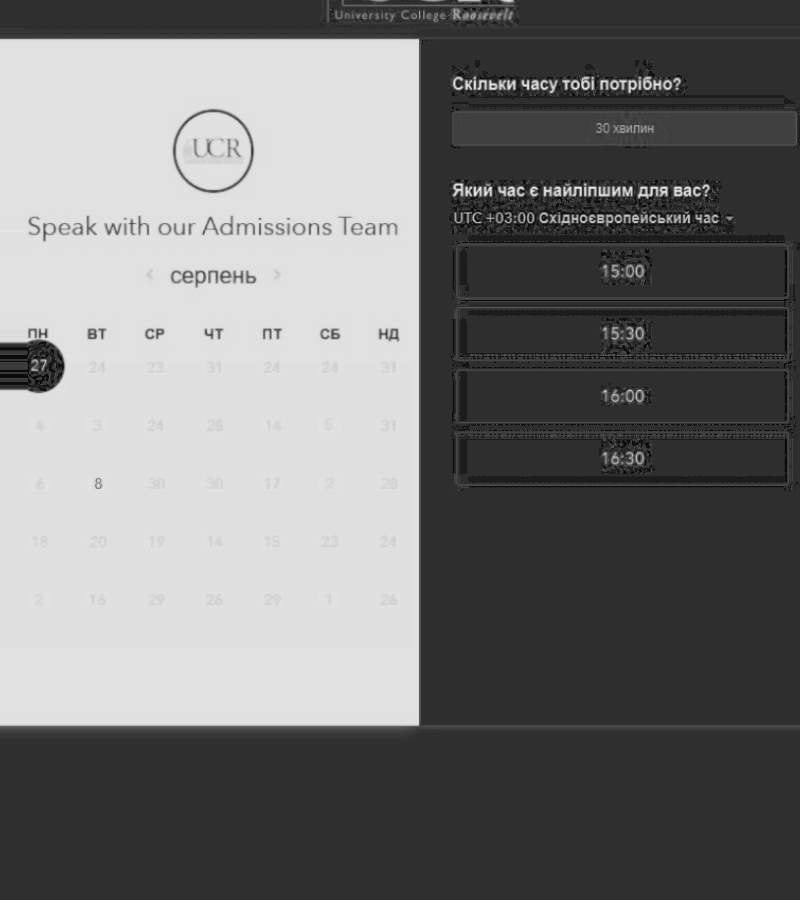 University College Roosevelt
UCR
Speak with our Admissions Team
серпень
ПН ВТ СР ЧТ ПТ СБ НД
27 24 23 31 24 24 31
4 3 24 28 14 5 31
6 8 30 30 17 2 28
18 20 19 14 15 23 24
2 16 29 26 29 1 26
Скільки часу тобі потрібно?
30 хвилин
Який час є найліпшим для вас?
UTC +03:00 Східноєвропейський час
15:00
15:30
16:00
16:30